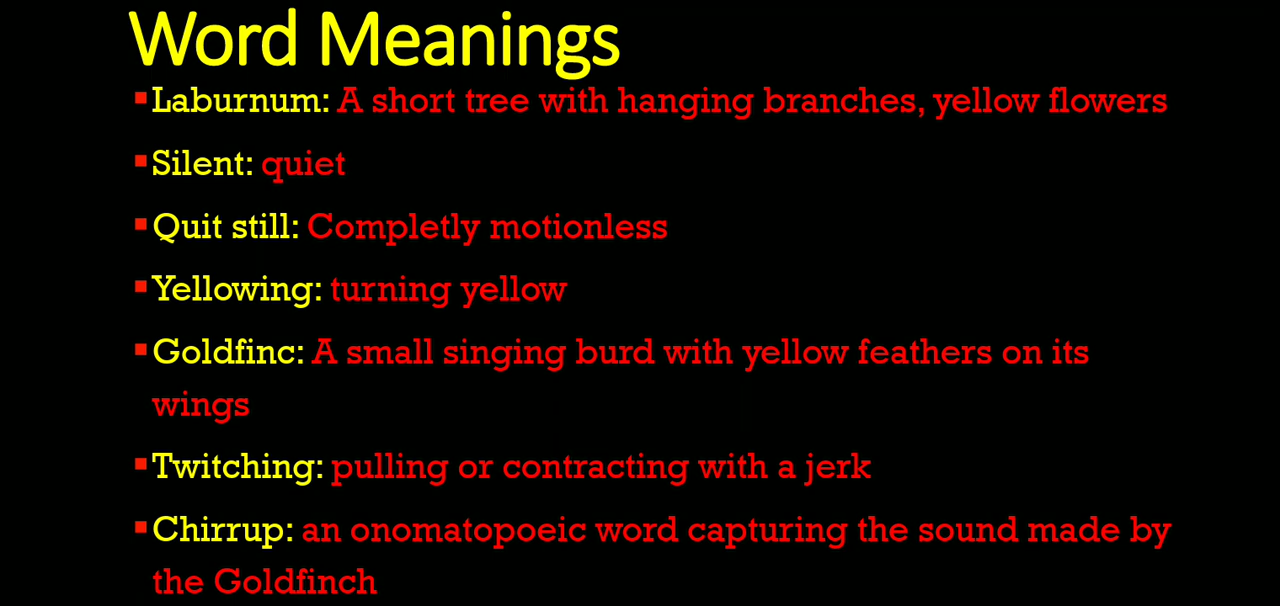 Word Meanings
▪Laburnum: A short tree with hanging branches, yellow flowers
▪Silent: quiet
▪Quit still: Completly motionless
▪Yellowing: turning yellow
▪Goldfinc: A small singing burd with yellow feathers on its
wings
▪Twitching: pulling or contracting with a jerk
▪Chirrup: an onomatopoeic word capturing the sound made by
the Goldfinch